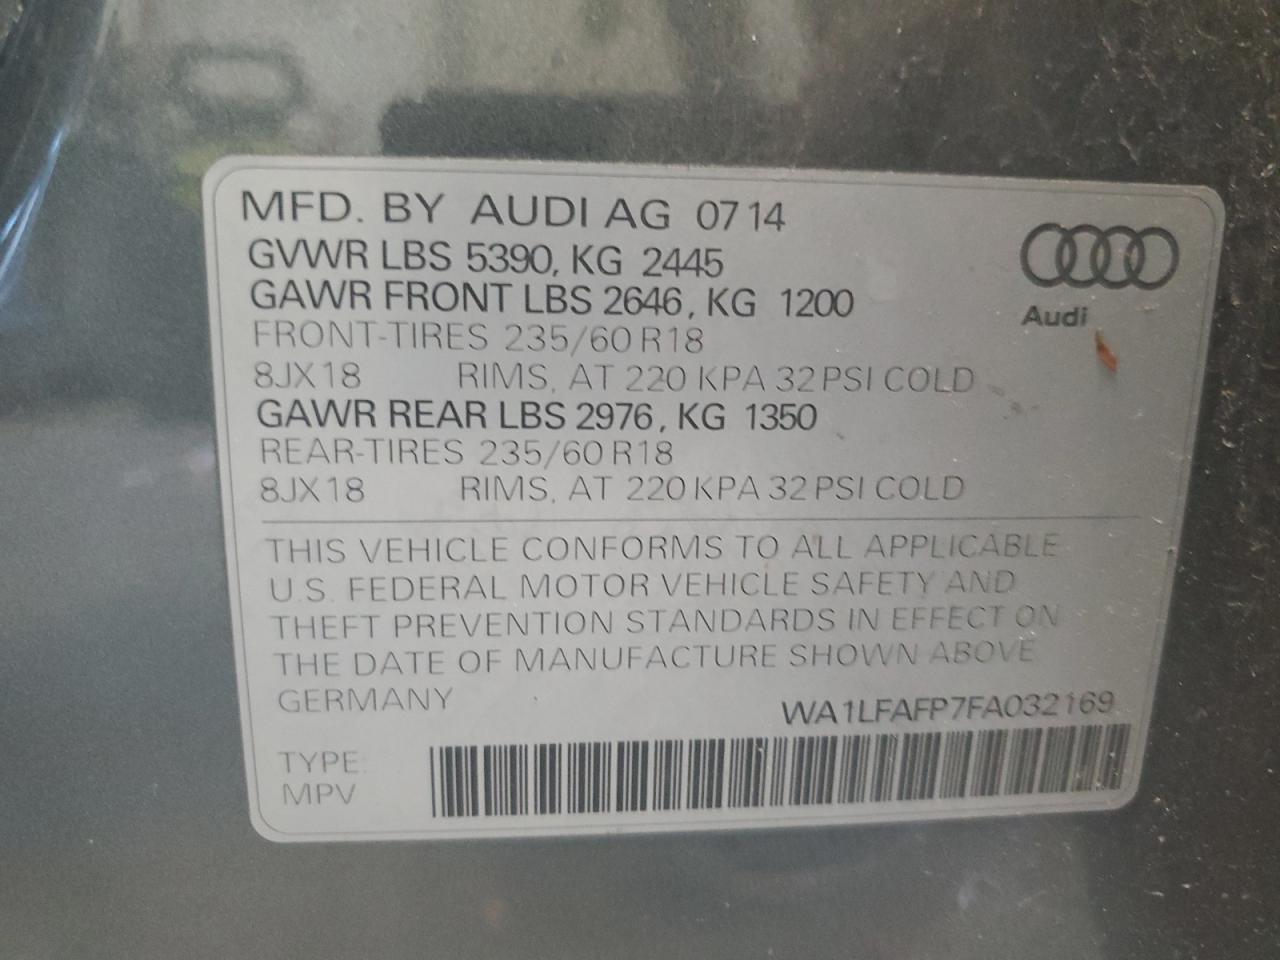 MFD. BY AUDI AG 07 14
GVWR LBS 5390, KG 2445
GAWR FRONT LBS 2646, KG 1200
FRONT-TIRES 235/60 R18
8JX18 RIMS, AT 220 KPA 32 PSI COLD
GAWR REAR LBS 2976, KG 1350
REAR-TIRES 235/60 R18
8JX18 RIMS, AT 220 KPA 32 PSI COLD
Audi
THIS VEHICLE CONFORMS TO ALL APPLICABLE
U.S. FEDERAL MOTOR VEHICLE SAFETY AND
THEFT PREVENTION STANDARDS IN EFFECT ON
THE DATE OF MANUFACTURE SHOWN ABOVE
GERMANY
WA1LFAFP7FA032169
TYPE:
MPV